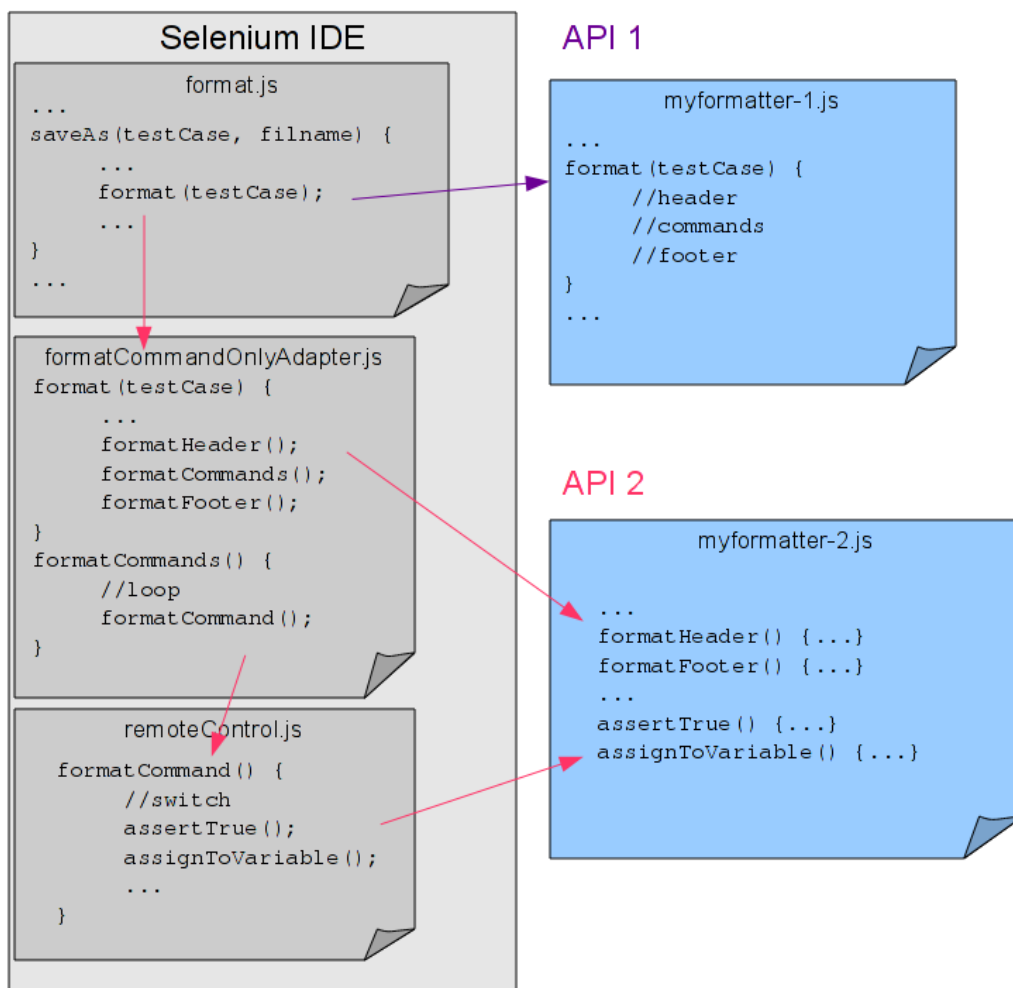 Selenium IDE
format.js
...
saveAs(testCase, filname) {
...
format(testCase);
...
}
...
formatCommandOnlyAdapter.js
format(testCase) {
...
formatHeader();
formatCommands();
formatFooter();
}
formatCommands() {
//loop
formatCommand();
}
remoteControl.js
formatCommand() {
//switch
assertTrue();
assignToVariable();
...
}
API 1
myformatter-1.js
...
format(testCase) {
//header
//commands
//footer
}
...
API 2
myformatter-2.js
...
formatHeader() {...}
formatFooter() {...}
...
assertTrue() {...}
assignToVariable() {...}